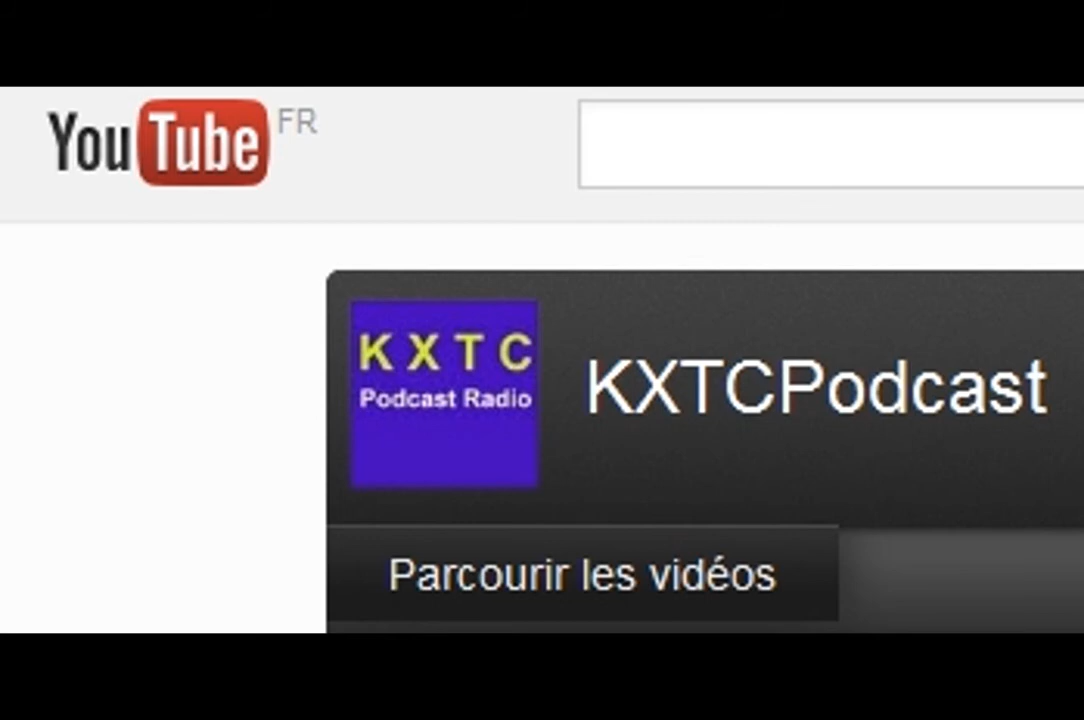 YouTube FR
K X T C
Podcast Radio
KXTCPodcast
Parcourir les vidéos